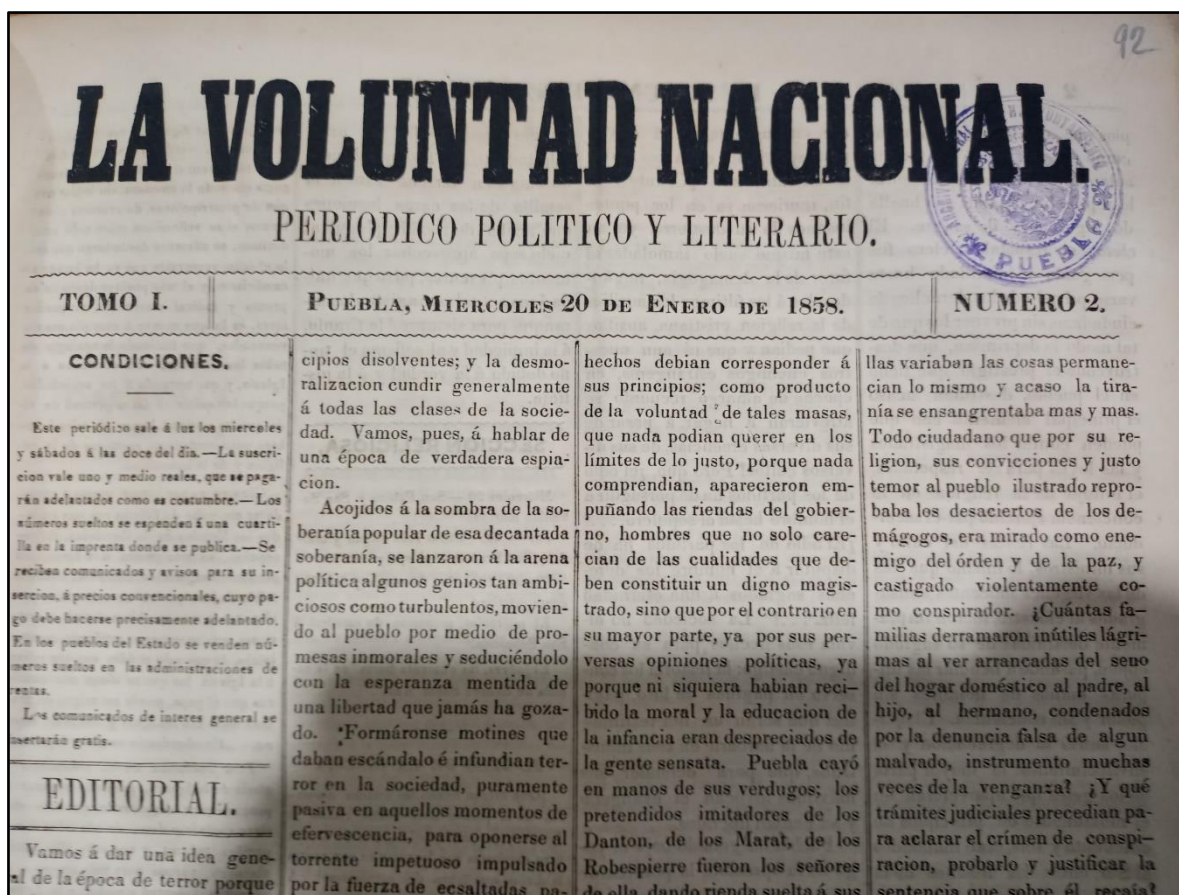 92
LA VOLUNTAD NACIONAL.
PERIODICO POLITICO Y LITERARIO.
TOMO I.
PUEBLA, MIERCOLES 20 DE ENERO DE 1858.
NUMERO 2.
PUEBLA
CONDICIONES.
Este periódizo sale á luz los miercoles
y sábados á las doce del dia.—La suscri-
cion vale uno y medio reales, que se paga-
rán adelantados como es costumbre.—Los
números sueltos se espenden á una cuarti-
lla en la imprenta donde se publica.—Se
reciben comunicados y avisos para su in-
sercion, á precios convencionales, cuyo pa-
go debe hacerse precisamente adelantado.
En los pueblos del Estado se venden nú-
meros sueltos en las administraciones de
rentas.
Los comunicados de interes general se
nsertarán gratis.
EDITORIAL.
Vamos á dar una idea gene-
al de la época de terror porque
cipios disolventes; y la desmo-
ralizacion cundir generalmente
á todas las clases de la socie-
dad. Vamos, pues, á hablar de
una época de verdadera espia-
cion.
Acojidos á la sombra de la so-
beranía popular de esa decantada
soberanía, se lanzaron á la arena
política algunos genios tan ambi-
ciosos como turbulentos, movien-
do al pueblo por medio de pro-
mesas inmorales y seduciéndolo
con la esperanza mentida de
una libertad que jamás ha goza-
do. Formáronse motines que
daban escándalo é infundian ter-
ror en la sociedad, puramente
pasiva en aquellos momentos de
efervescencia, para oponerse al
torrente impetuoso impulsado
por la fuerza de ecsaltadas pa-
hechos debian corresponder á
sus principios; como producto
de la voluntad de tales masas,
que nada podian querer en los
límites de lo justo, porque nada
comprendian, aparecieron em-
puñando las riendas del gobier-
no, hombres que no solo care-
cian de las cualidades que de-
ben constituir un digno magis-
trado, sino que por el contrario en
su mayor parte, ya por sus per-
versas opiniones políticas, ya
porque ni siquiera habian reci-
bido la moral y la educacion de
la infancia eran despreciados de
la gente sensata. Puebla cayó
en manos de sus verdugos; los
pretendidos imitadores de los
Danton, de los Marat, de los
Robespierre fueron los señores
de ella, dando rienda suelta á sus
llas variaban las cosas permane-
cian lo mismo y acaso la tira-
nía se ensangrentaba mas y mas.
Todo ciudadano que por su re-
ligion, sus convicciones y justo
temor al pueblo ilustrado repro-
baba los desaciertos de los de-
mágogos, era mirado como ene-
migo del órden y de la paz, y
castigado violentamente co-
mo conspirador. ¿Cuántas fa-
milias derramaron inútiles lágri-
mas al ver arrancadas del seno
del hogar doméstico al padre, al
hijo, al hermano, condenados
por la denuncia falsa de algun
malvado, instrumento muchas
veces de la venganza? ¿Y qué
trámites judiciales precedian pa-
ra aclarar el crímen de conspi-
racion, probarlo y justificar la
sentencia que sobre él recaía?